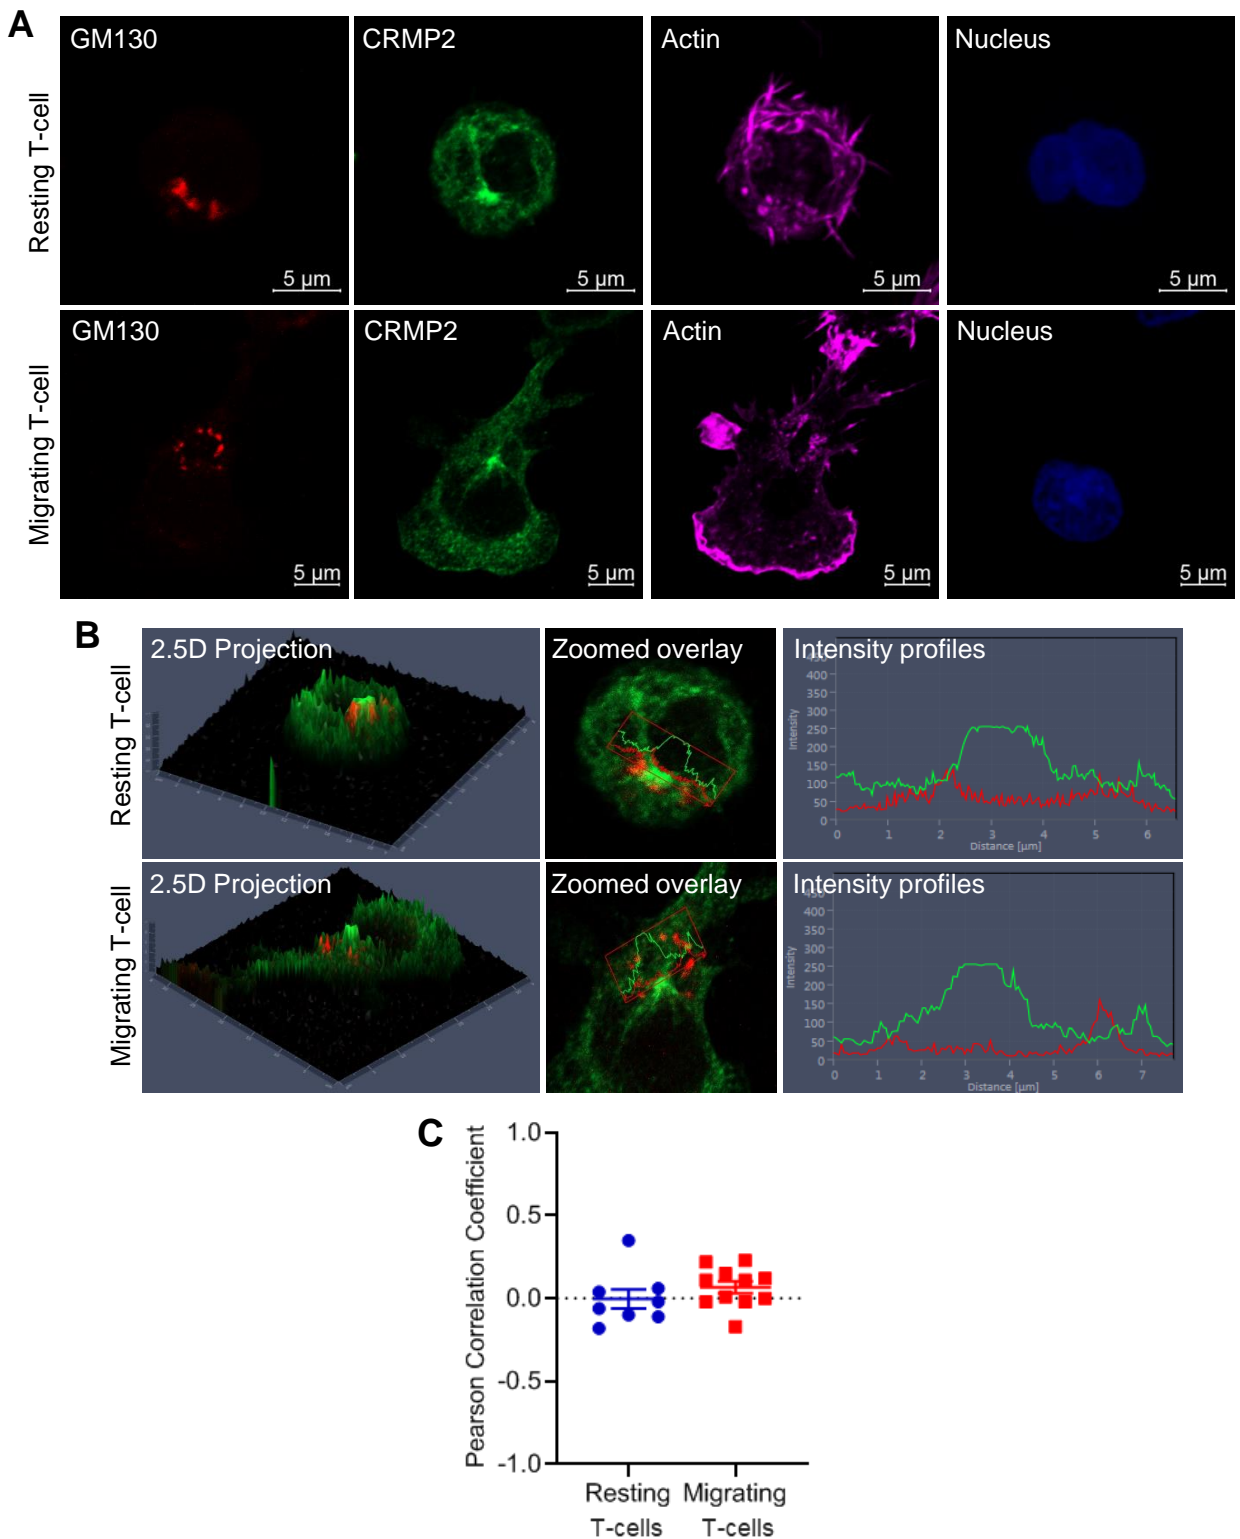 A
GM130
CRMP2
Actin
Nucleus
Resting T-cell
5 µm
5 µm
5 µm
5 µm
GM130
CRMP2
Actin
Nucleus
Migrating T-cell
5 µm
5 µm
5 µm
5 µm
B
2.5D Projection
Zoomed overlay
Intensity profiles
Resting T-cell
450
400
350
300
250
200
150
100
50
0
Intensity
0 1 2 3 4 5 6
Distance [µm]
2.5D Projection
Zoomed overlay
Intensity profiles
Migrating T-cell
450
400
350
300
250
200
150
100
50
0
Intensity
0 1 2 3 4 5 6 7
Distance [µm]
C
Pearson Correlation Coefficient
1.0
0.5
0.0
-0.5
-1.0
Resting Migrating
T-cells T-cells